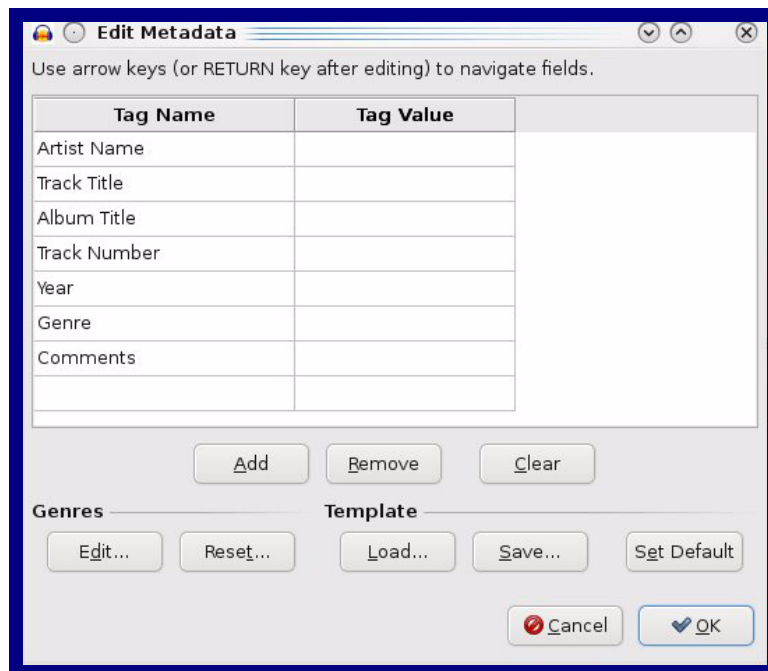 Edit Metadata
Use arrow keys (or RETURN key after editing) to navigate fields.
Tag Name Tag Value
Artist Name
Track Title
Album Title
Track Number
Year
Genre
Comments
Add Remove Clear
Genres Template
Edit... Reset... Load... Save... Set Default
Cancel OK